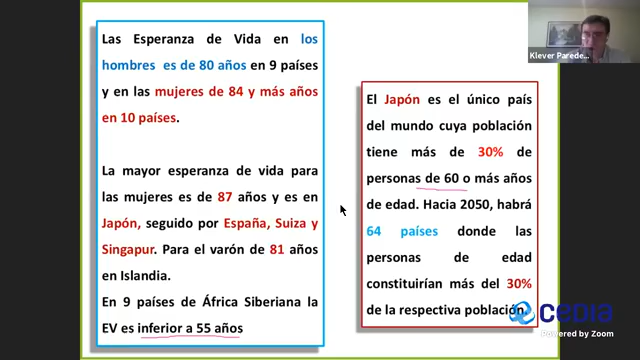 Las Esperanza de Vida en los
hombres es de 80 años en 9 países
y en las mujeres de 84 y más años
en 10 países.
La mayor esperanza de vida para
las mujeres es de 87 años y es en
Japón, seguido por España, Suiza y
Singapur. Para el varón de 81 años
en Islandia.
En 9 países de África Siberiana la
EV es inferior a 55 años
El Japón es el único país
del mundo cuya población
tiene más de 30% de
personas de 60 o más años
de edad. Hacia 2050, habrá
64 países donde las
personas de edad
constituirían más del 30%
de la respectiva población.
Klever Parede...
cedia
Powered by Zoom